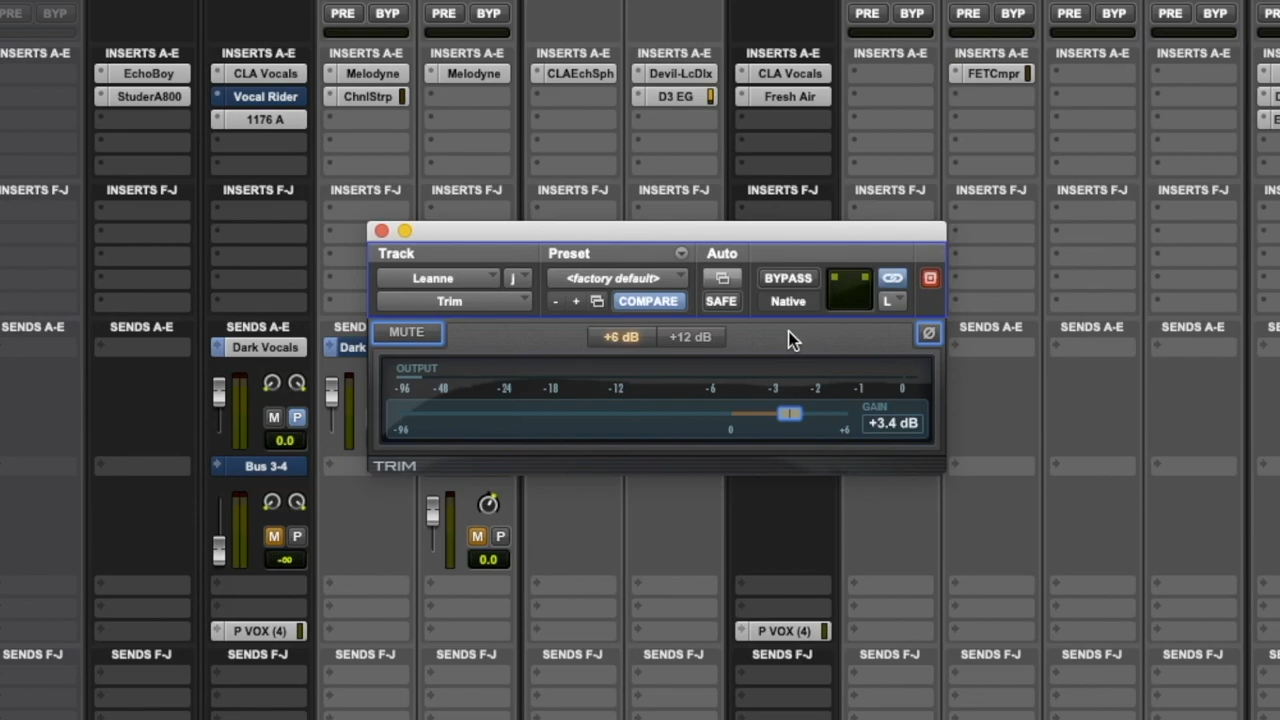 PRE BYP PRE BYP PRE BYP PRE BYP PRE BYP PRE BYP PRE BYP
INSERTS A-E INSERTS A-E INSERTS A-E INSERTS A-E INSERTS A-E INSERTS A-E INSERTS A-E INSERTS A-E INSERTS A-E INSERTS A-E INSERTS A-E INSERTS A-E
EchoBoy CLA Vocals Melodyne Melodyne CLAEchSph Devil-LcDlx CLA Vocals FETCmpr
StuderA800 Vocal Rider ChnlStrp D3 EG Fresh Air
1176 A
INSERTS F-J INSERTS F-J INSERTS F-J INSERTS F-J INSERTS F-J INSERTS F-J INSERTS F-J INSERTS F-J INSERTS F-J INSERTS F-J INSERTS F-J INSERTS F-J
Track Preset Auto
Leanne j <factory default> BYPASS
Trim - + COMPARE SAFE Native L
SENDS A-E SENDS A-E SENDS A-E SEND SENDS A-E SENDS A-E SENDS A-E
MUTE +6 dB +12 dB Ø
Dark Vocals Dark
OUTPUT
-96 -48 -24 -18 -12 -6 -3 -2 -1 0
GAIN
M P +3.4 dB
-96 0 +6
0.0
Bus 3-4 TRIM
M P M P
-∞ 0.0
P VOX (4) P VOX (4)
SENDS F-J SENDS F-J SENDS F-J SENDS F-J SENDS F-J SENDS F-J SENDS F-J SENDS F-J SENDS F-J SENDS F-J SENDS F-J SENDS F-J